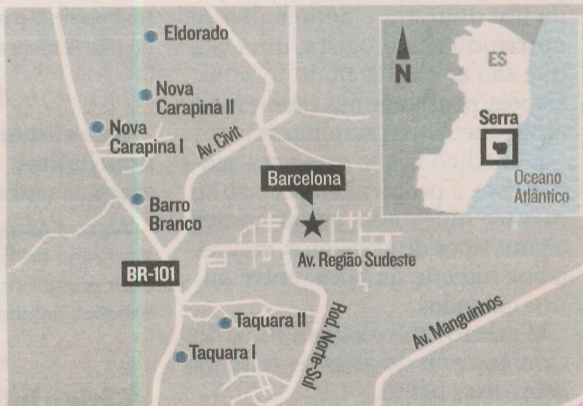 Eldorado
Nova
Carapina II
Nova
Carapina I
Av. Civit
Barcelona
Barro
Branco
BR-101
Av. Região Sudeste
Taquara II
Taquara I
Rod. Norte-Sul
Av. Manguinhos
N
ES
Serra
Oceano
Atlântico